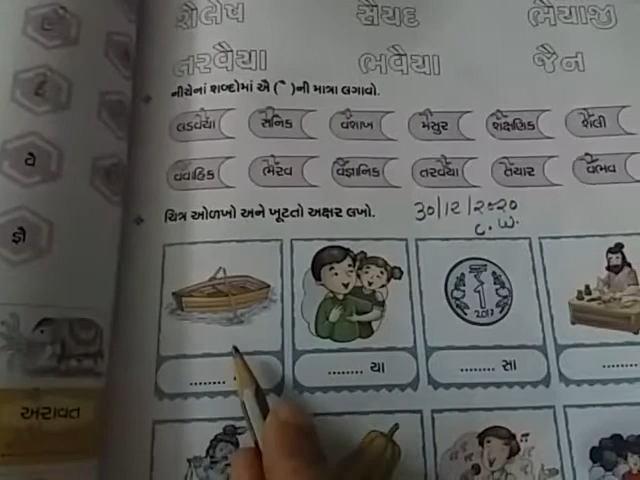 શૈલેષ સૈયદ ભૈયાજી
તરવૈયા ભવૈયા જૈન
નીચેનાં શબ્દોમાં ઐ ( ૈ )ની માત્રા લગાવો.
લડવૈયા સૈનિક વૈશાખ મૈસુર શૈક્ષણિક શૈલી
વૈવાહિક ભૈરવ વૈજ્ઞાનિક તરવૈયા તૈયાર વૈભવ
ચિત્ર ઓળખો અને ખૂટતો અક્ષર લખો. 30/12/2020
C.W.
2017
........ ........ યા ........ સા ........
વૈ
જ્ઞૈ
ઐરાવત